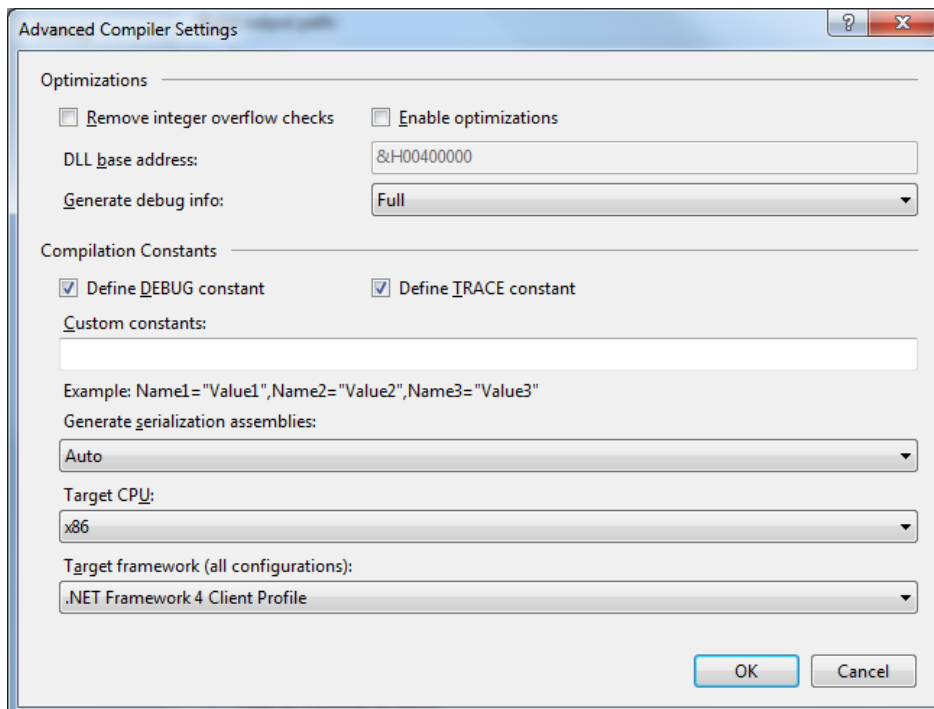 Advanced Compiler Settings
Optimizations
Remove integer overflow checks Enable optimizations
DLL base address: &H00400000
Generate debug info: Full
Compilation Constants
Define DEBUG constant Define TRACE constant
Custom constants:
Example: Name1="Value1",Name2="Value2",Name3="Value3"
Generate serialization assemblies:
Auto
Target CPU:
x86
Target framework (all configurations):
.NET Framework 4 Client Profile
OK Cancel